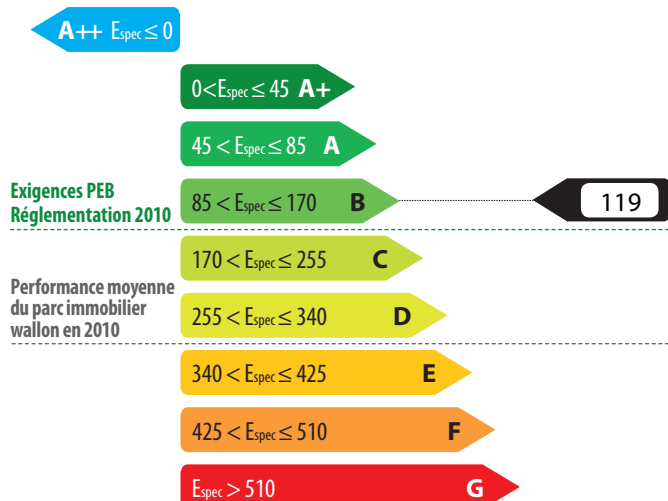 A++ Espec ≤ 0
0<Espec ≤ 45 A+
45 < Espec ≤ 85 A
Exigences PEB
Réglementation 2010
85 < Espec ≤ 170 B
119
170 < Espec ≤ 255 C
Performance moyenne
du parc immobilier
wallon en 2010
255 < Espec ≤ 340 D
340 < Espec ≤ 425 E
425 < Espec ≤ 510 F
Espec > 510 G